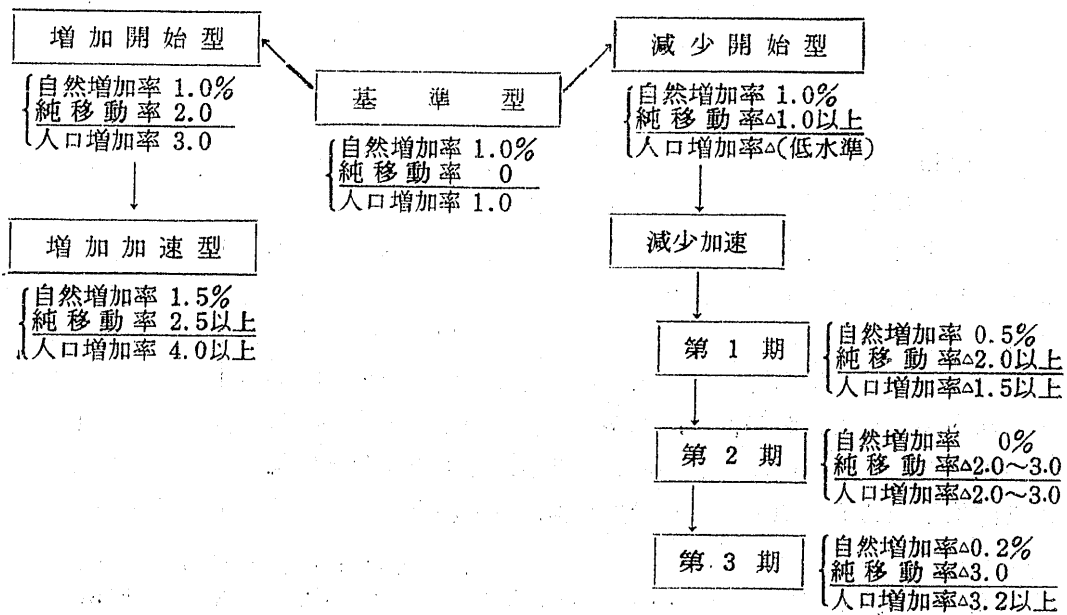 増加開始型
自然増加率 1.0%
純移動率 2.0
人口増加率 3.0
増加加速型
自然増加率 1.5%
純移動率 2.5以上
人口増加率 4.0以上
基準型
自然増加率 1.0%
純移動率 0
人口増加率 1.0
減少開始型
自然増加率 1.0%
純移動率△1.0以上
人口増加率△(低水準)
減少加速
第1期
自然増加率 0.5%
純移動率△2.0以上
人口増加率△1.5以上
第2期
自然増加率 0%
純移動率△2.0〜3.0
人口増加率△2.0〜3.0
第3期
自然増加率△0.2%
純移動率△3.0
人口増加率△3.2以上